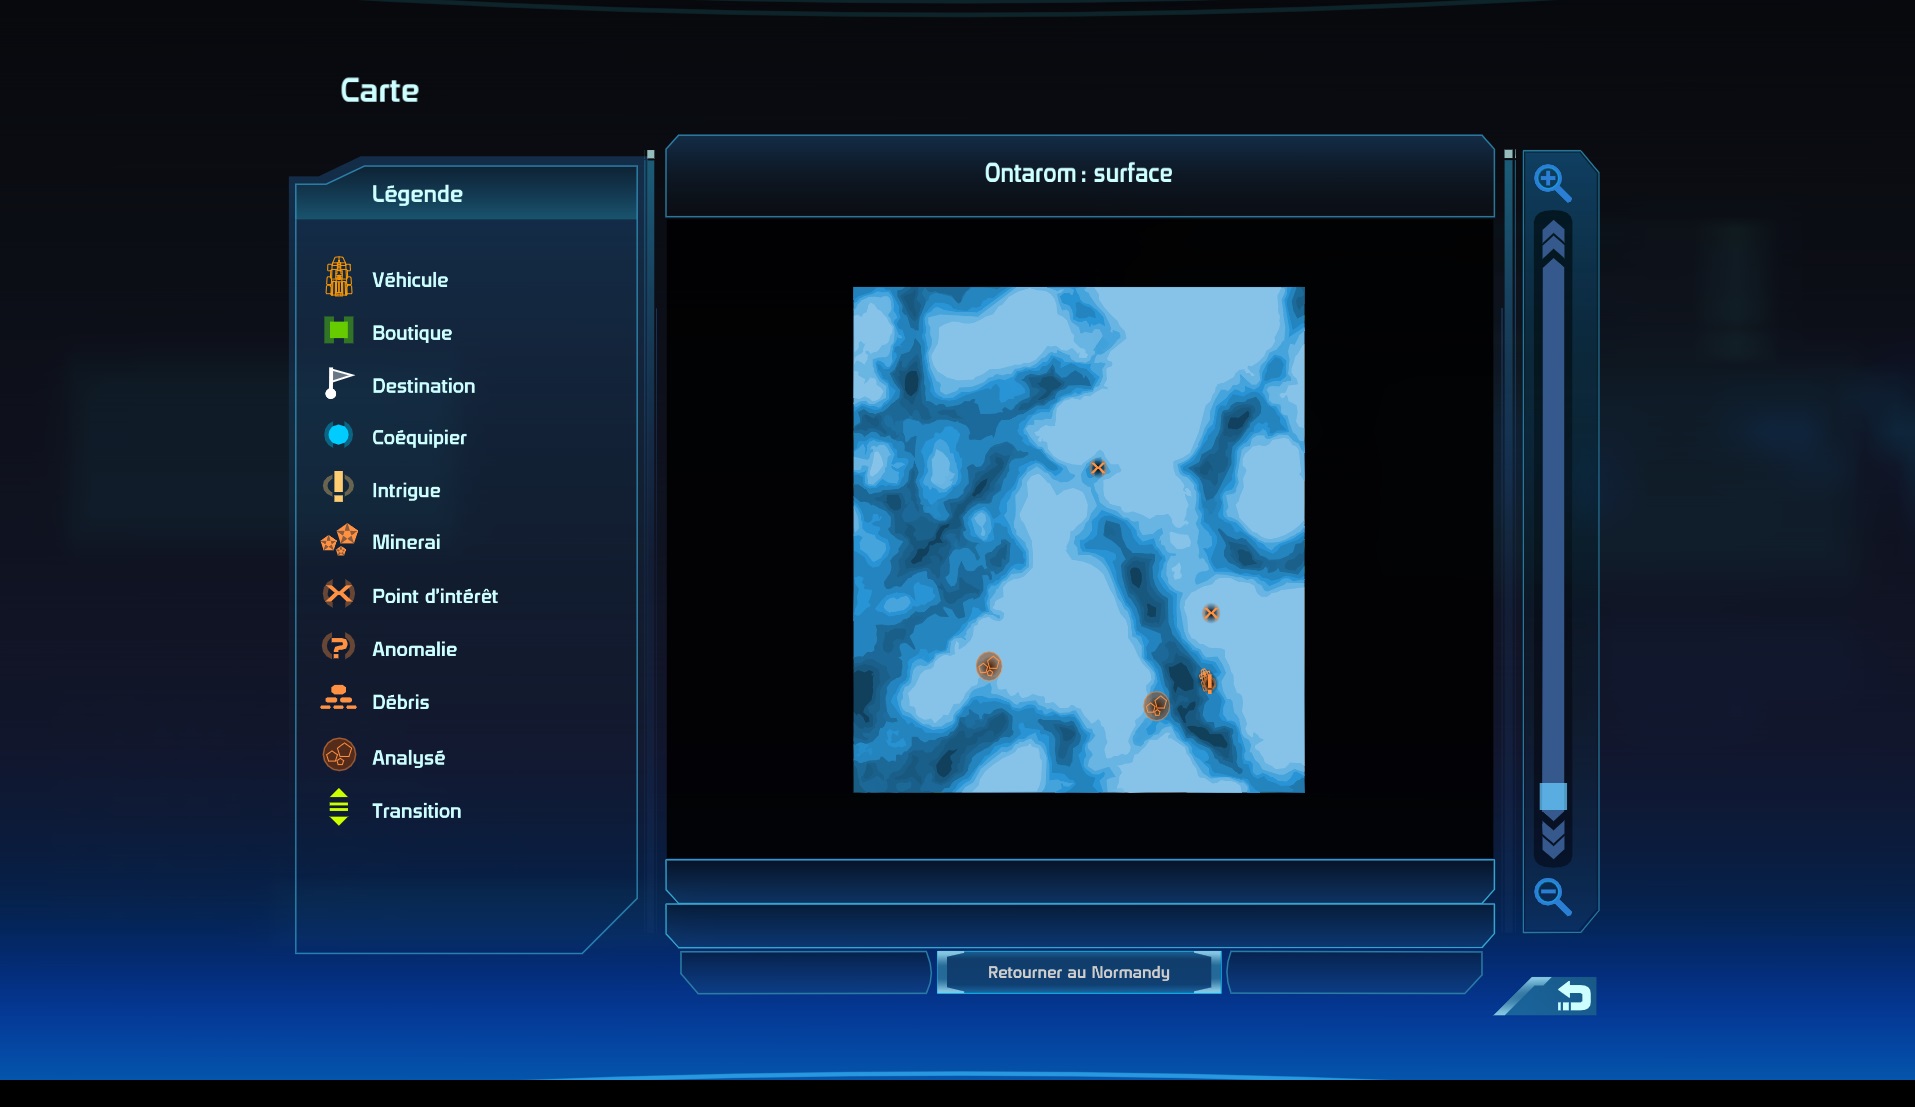 Carte
Légende
Véhicule
Boutique
Destination
Coéquipier
Intrigue
Minerai
Point d'intérêt
Anomalie
Débris
Analysé
Transition
Ontarom : surface
Retourner au Normandy